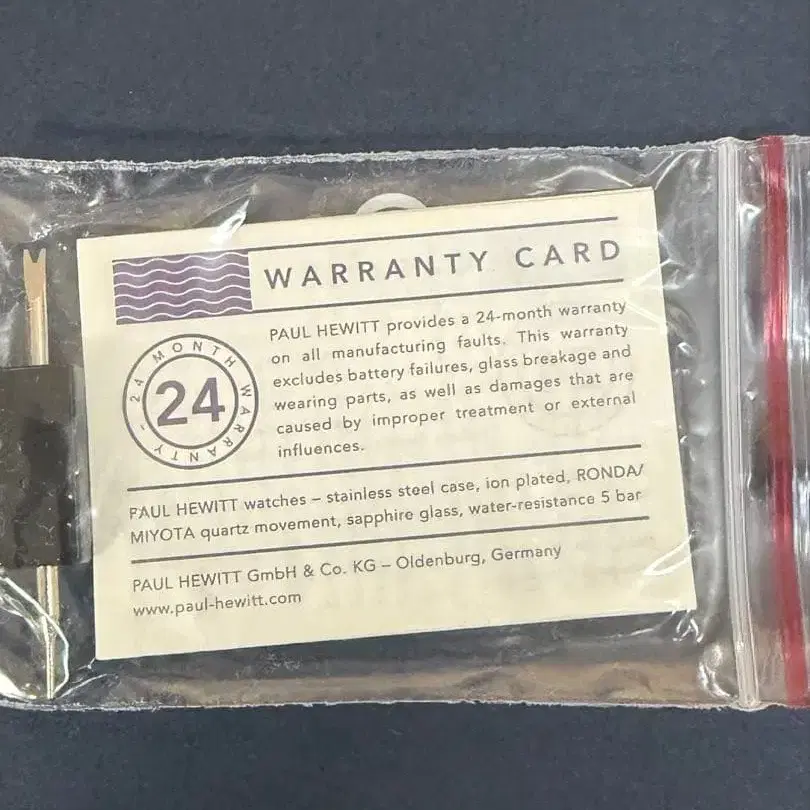 WARRANTY CARD
PAUL HEWITT provides a 24-month warranty
on all manufacturing faults. This warranty
excludes battery failures, glass breakage and
wearing parts, as well as damages that are
caused by improper treatment or external
influences.
24 MONTH WARRANTY -
24
PAUL HEWITT watches – stainless steel case, ion plated, RONDA/
MIYOTA quartz movement, sapphire glass, water-resistance 5 bar
PAUL HEWITT GmbH & Co. KG – Oldenburg, Germany
www.paul-hewitt.com